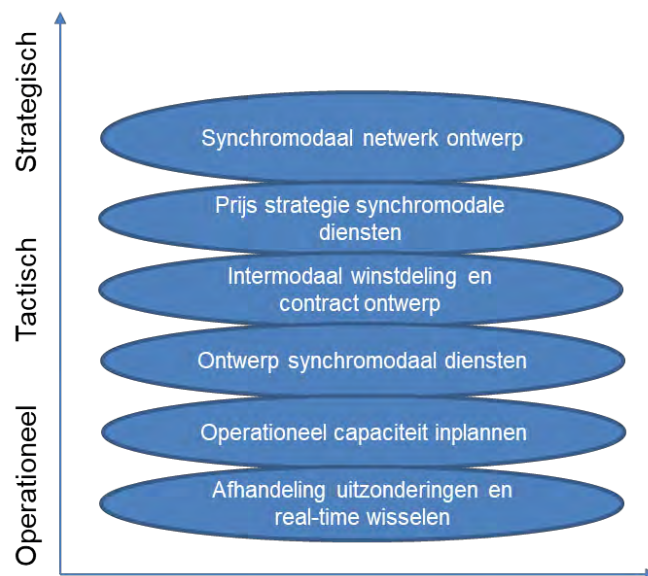 Strategisch
Tactisch
Operationeel
Synchromodaal netwerk ontwerp
Prijs strategie synchromodale
diensten
Intermodaal winstdeling en
contract ontwerp
Ontwerp synchromodaal diensten
Operationeel capaciteit inplannen
Afhandeling uitzonderingen en
real-time wisselen